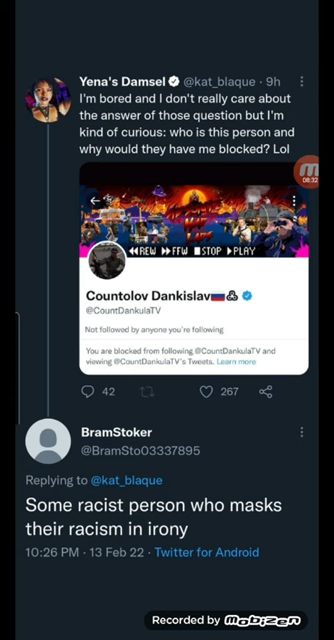 Yena's Damsel @kat_blaque · 9h
I'm bored and I don't really care about
the answer of those question but I'm
kind of curious: who is this person and
why would they have me blocked? Lol
08:32
◀◀REW ▶▶FFW ■STOP ▶PLAY
Countolov Dankislav
@CountDankulaTV
Not followed by anyone you're following
You are blocked from following @CountDankulaTV and
viewing @CountDankulaTV's Tweets. Learn more
42 267
BramStoker
@BramSto03337895
Replying to @kat_blaque
Some racist person who masks
their racism in irony
10:26 PM · 13 Feb 22 · Twitter for Android
Recorded by mobizen